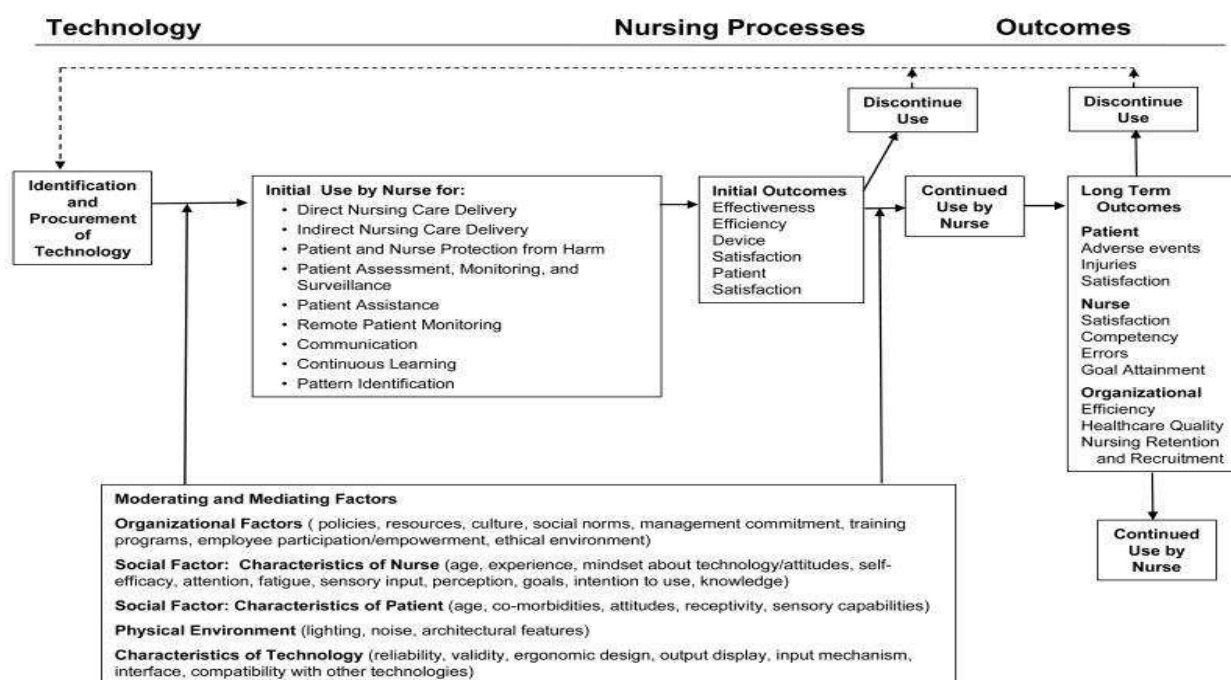 Technology Nursing Processes Outcomes
Discontinue
Use
Discontinue
Use
Identification
and
Procurement
of
Technology
Initial Use by Nurse for:
• Direct Nursing Care Delivery
• Indirect Nursing Care Delivery
• Patient and Nurse Protection from Harm
• Patient Assessment, Monitoring, and
Surveillance
• Patient Assistance
• Remote Patient Monitoring
• Communication
• Continuous Learning
• Pattern Identification
Initial Outcomes
Effectiveness
Efficiency
Device
Satisfaction
Patient
Satisfaction
Continued
Use by
Nurse
Long Term
Outcomes
Patient
Adverse events
Injuries
Satisfaction
Nurse
Satisfaction
Competency
Errors
Goal Attainment
Organizational
Efficiency
Healthcare Quality
Nursing Retention
and Recruitment
Continued
Use by
Nurse
Moderating and Mediating Factors
Organizational Factors ( policies, resources, culture, social norms, management commitment, training
programs, employee participation/empowerment, ethical environment)
Social Factor: Characteristics of Nurse (age, experience, mindset about technology/attitudes, self-
efficacy, attention, fatigue, sensory input, perception, goals, intention to use, knowledge)
Social Factor: Characteristics of Patient (age, co-morbidities, attitudes, receptivity, sensory capabilities)
Physical Environment (lighting, noise, architectural features)
Characteristics of Technology (reliability, validity, ergonomic design, output display, input mechanism,
interface, compatibility with other technologies)